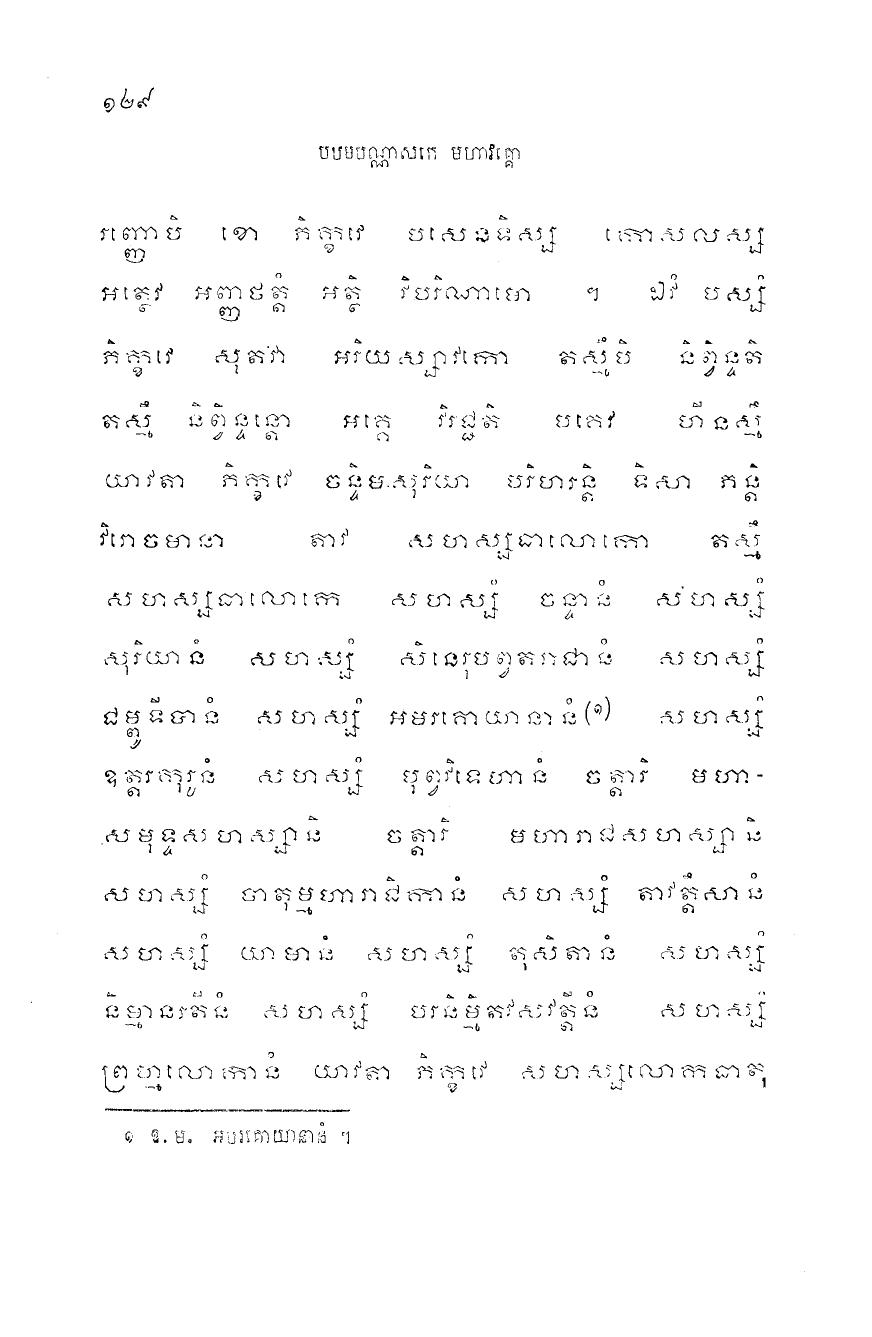 ១២៩
បឋមបណ្ណាសកេ មហាវគ្គោ
រញ្ញោបិ ខោ ភិក្ខវេ បសេនទិស្ស កោសលស្ស
អត្ថេវ អញ្ញថត្តំ អត្ថិ វិបរិណាមោ ។ ឯវំ បស្សំ
ភិក្ខវេ សុតវា អរិយស្សាវកោ តស្មឹបិ និព្វិន្ទតិ
តស្មឹ និព្វិន្ទន្តោ អគ្គេ វិរជ្ជតិ បគេវ ហីនស្មឹ
យាវតា ភិក្ខវេ ចន្ទិមសុរិយា បរិហរន្តិ ទិសា ភន្តិ
វិរោចមានា តាវ សហស្សធាលោកោ តស្មឹ
សហស្សធាលោកេ សហស្សំ ចន្ទានំ សហស្សំ
សុរិយានំ សហស្សំ សិនេរុបព្វតរាជានំ សហស្សំ
ជម្ពូទីបានំ សហស្សំ អមរគោយានានំ(១) សហស្សំ
ឧត្តរកុរូនំ សហស្សំ បុព្វវិទេហានំ ចត្តារិ មហា-
សមុទ្ទសហស្សានិ ចត្តារិ មហារាជសហស្សានិ
សហស្សំ ចាតុម្មហារាជិកានំ សហស្សំ តាវត្តឹសានំ
សហស្សំ យាមានំ សហស្សំ តុសិតានំ សហស្សំ
និម្មានរតីនំ សហស្សំ បរនិម្មិតវសវត្តីនំ សហស្សំ
ព្រហ្មលោកានំ យាវតា ភិក្ខវេ សហស្សលោកធាតុ
១ ឱ. ម. អបរគោយានានំ ។